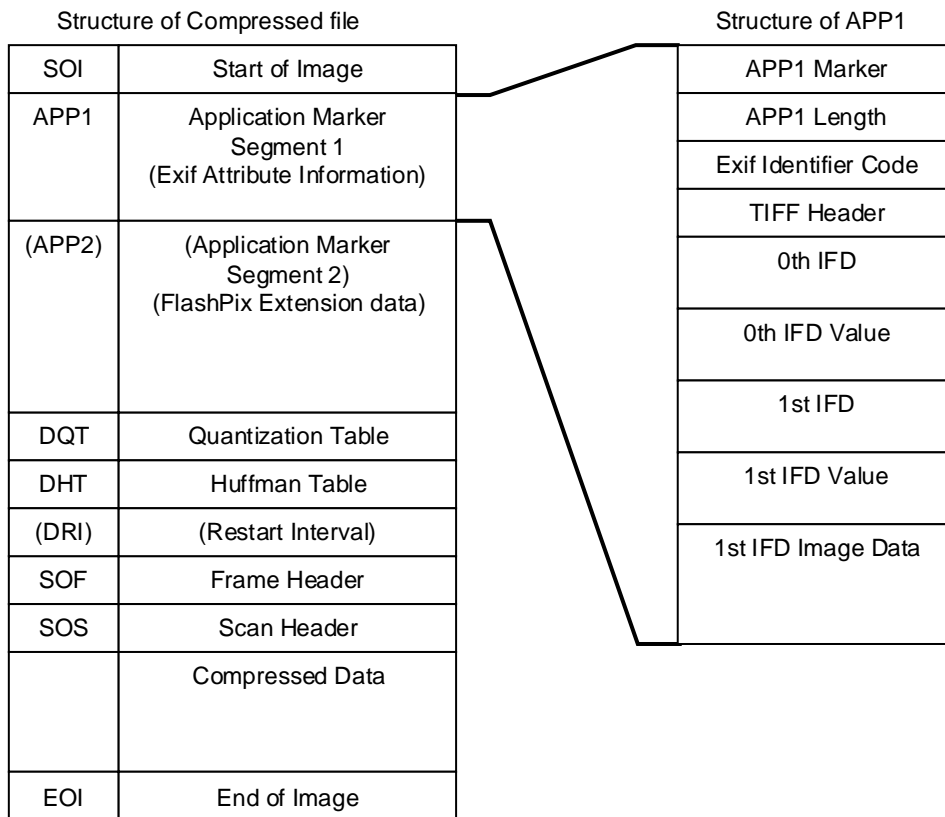 Structure of Compressed file
SOI Start of Image
APP1 Application Marker
Segment 1
(Exif Attribute Information)
(APP2) (Application Marker
Segment 2)
(FlashPix Extension data)
DQT Quantization Table
DHT Huffman Table
(DRI) (Restart Interval)
SOF Frame Header
SOS Scan Header
Compressed Data
EOI End of Image
Structure of APP1
APP1 Marker
APP1 Length
Exif Identifier Code
TIFF Header
0th IFD
0th IFD Value
1st IFD
1st IFD Value
1st IFD Image Data